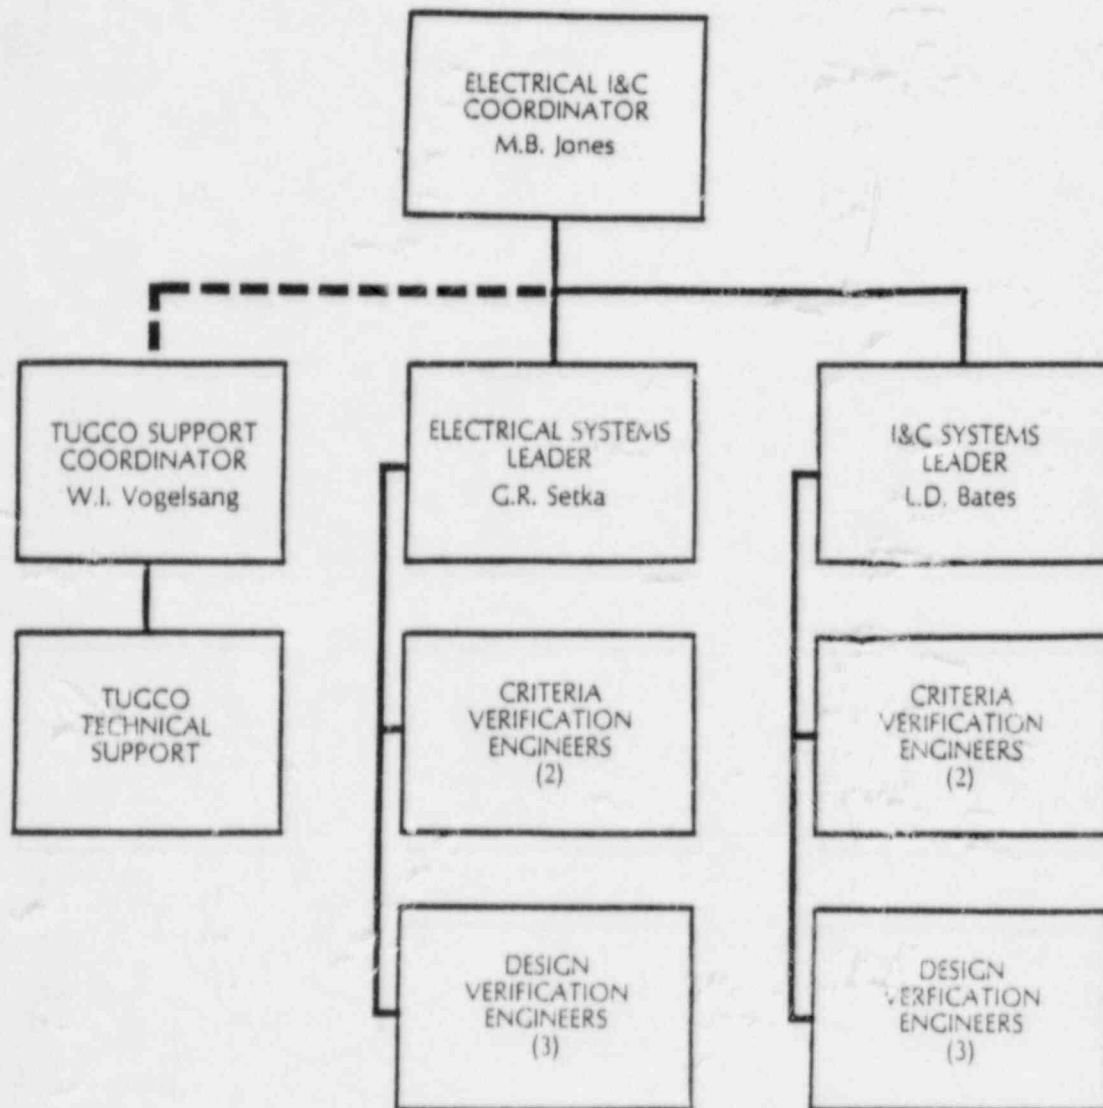 ELECTRICAL I&C
COORDINATOR
M.B. Jones
TUGCO SUPPORT
COORDINATOR
W.I. Vogelsang
ELECTRICAL SYSTEMS
LEADER
G.R. Setka
I&C SYSTEMS
LEADER
L.D. Bates
TUGCO
TECHNICAL
SUPPORT
CRITERIA
VERIFICATION
ENGINEERS
(2)
CRITERIA
VERIFICATION
ENGINEERS
(2)
DESIGN
VERIFICATION
ENGINEERS
(3)
DESIGN
VERFICATION
ENGINEERS
(3)